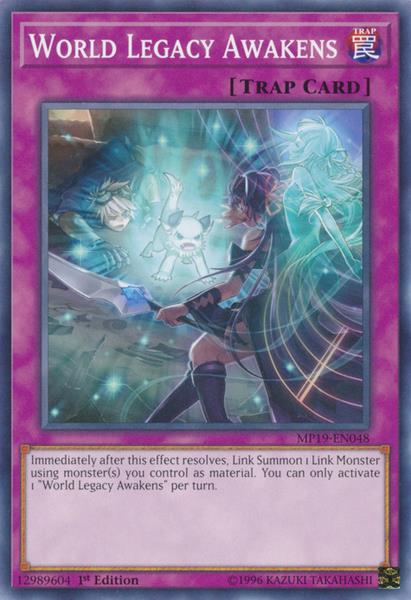 World Legacy Awakens
TRAP
罠
[Trap Card]
MP19-EN048
Immediately after this effect resolves, Link Summon 1 Link Monster
using monster(s) you control as material. You can only activate
1 "World Legacy Awakens" per turn.
12989604 1st Edition ©1996 KAZUKI TAKAHASHI